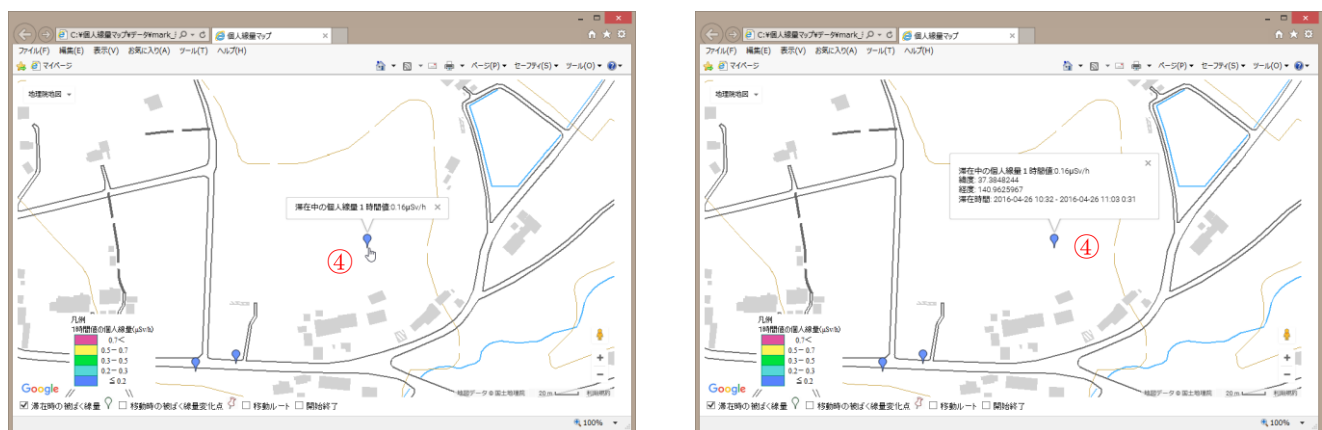 C:¥個人線量マップ¥データ¥mark_
個人線量マップ
×
ファイル(F) 編集(E) 表示(V) お気に入り(A) ツール(T) ヘルプ(H)
マイページ
ページ(P) セーフティ(S) ツール(O)
地理院地図
滞在中の個人線量1時間値:0.16μSv/h ×
④
凡例
1時間値の個人線量(μSv/h)
0.7<
0.5-0.7
0.3-0.5
0.2-0.3
≦0.2
Google
地図データ©国土地理院 20 m 利用規約
滞在時の被ばく線量 移動時の被ばく線量変化点 移動ルート 開始終了
100%
C:¥個人線量マップ¥データ¥mark_
個人線量マップ
×
ファイル(F) 編集(E) 表示(V) お気に入り(A) ツール(T) ヘルプ(H)
マイページ
ページ(P) セーフティ(S) ツール(O)
地理院地図
×
滞在中の個人線量1時間値:0.16μSv/h
緯度: 37.3848244
経度: 140.9625967
滞在時間: 2016-04-26 10:32 - 2016-04-26 11:03 0:31
④
凡例
1時間値の個人線量(μSv/h)
0.7<
0.5-0.7
0.3-0.5
0.2-0.3
≦0.2
Google
地図データ©国土地理院 20 m 利用規約
滞在時の被ばく線量 移動時の被ばく線量変化点 移動ルート 開始終了
100%